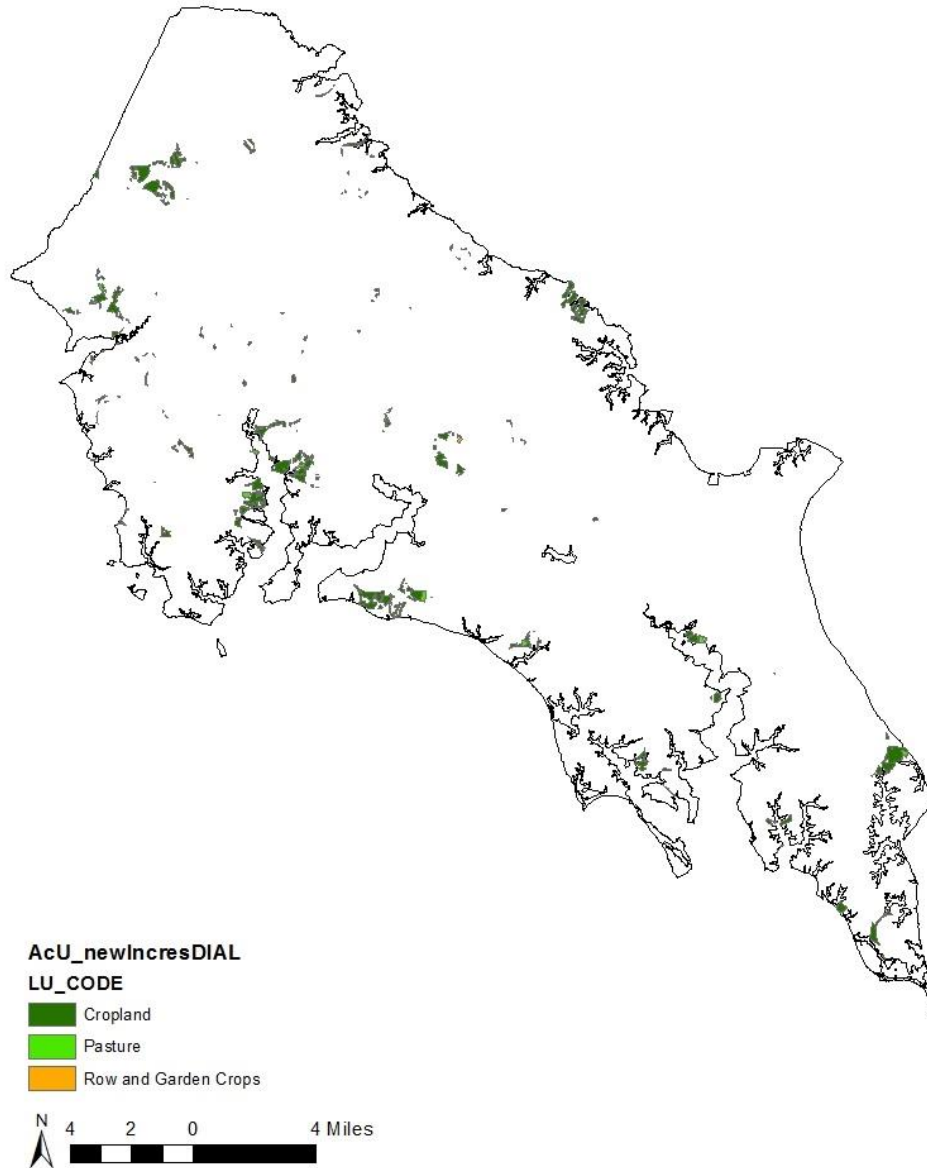 AcU_newIncresDIAL
LU_CODE
Cropland
Pasture
Row and Garden Crops
N
4 2 0 4 Miles